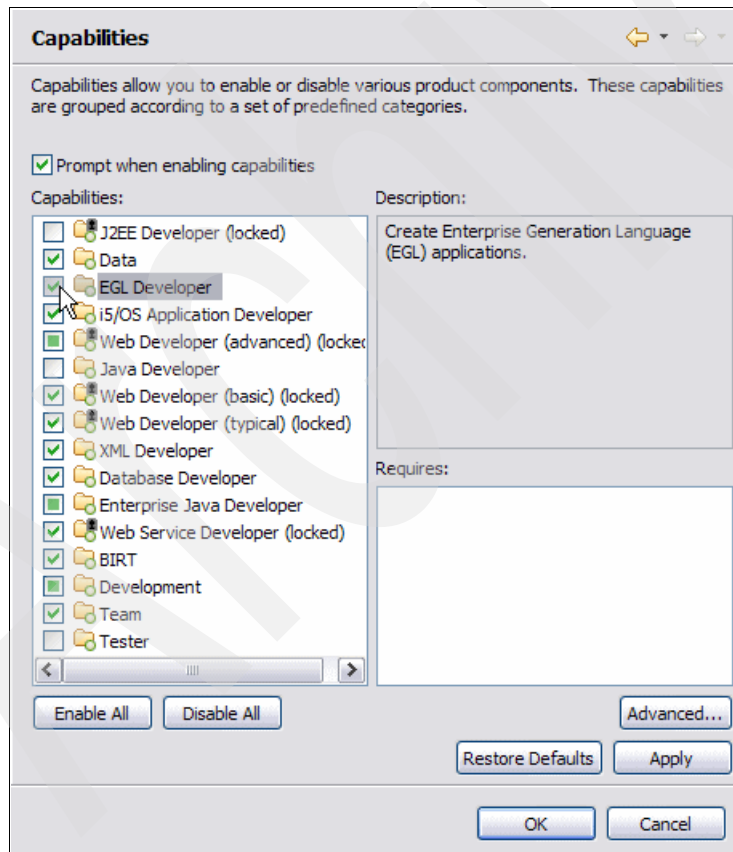 Capabilities
Capabilities allow you to enable or disable various product components. These capabilities
are grouped according to a set of predefined categories.
Prompt when enabling capabilities
Capabilities:
J2EE Developer (locked)
Data
EGL Developer
i5/OS Application Developer
Web Developer (advanced) (locked
Java Developer
Web Developer (basic) (locked)
Web Developer (typical) (locked)
XML Developer
Database Developer
Enterprise Java Developer
Web Service Developer (locked)
BIRT
Development
Team
Tester
Description:
Create Enterprise Generation Language
(EGL) applications.
Requires:
Enable All
Disable All
Advanced...
Restore Defaults
Apply
OK
Cancel